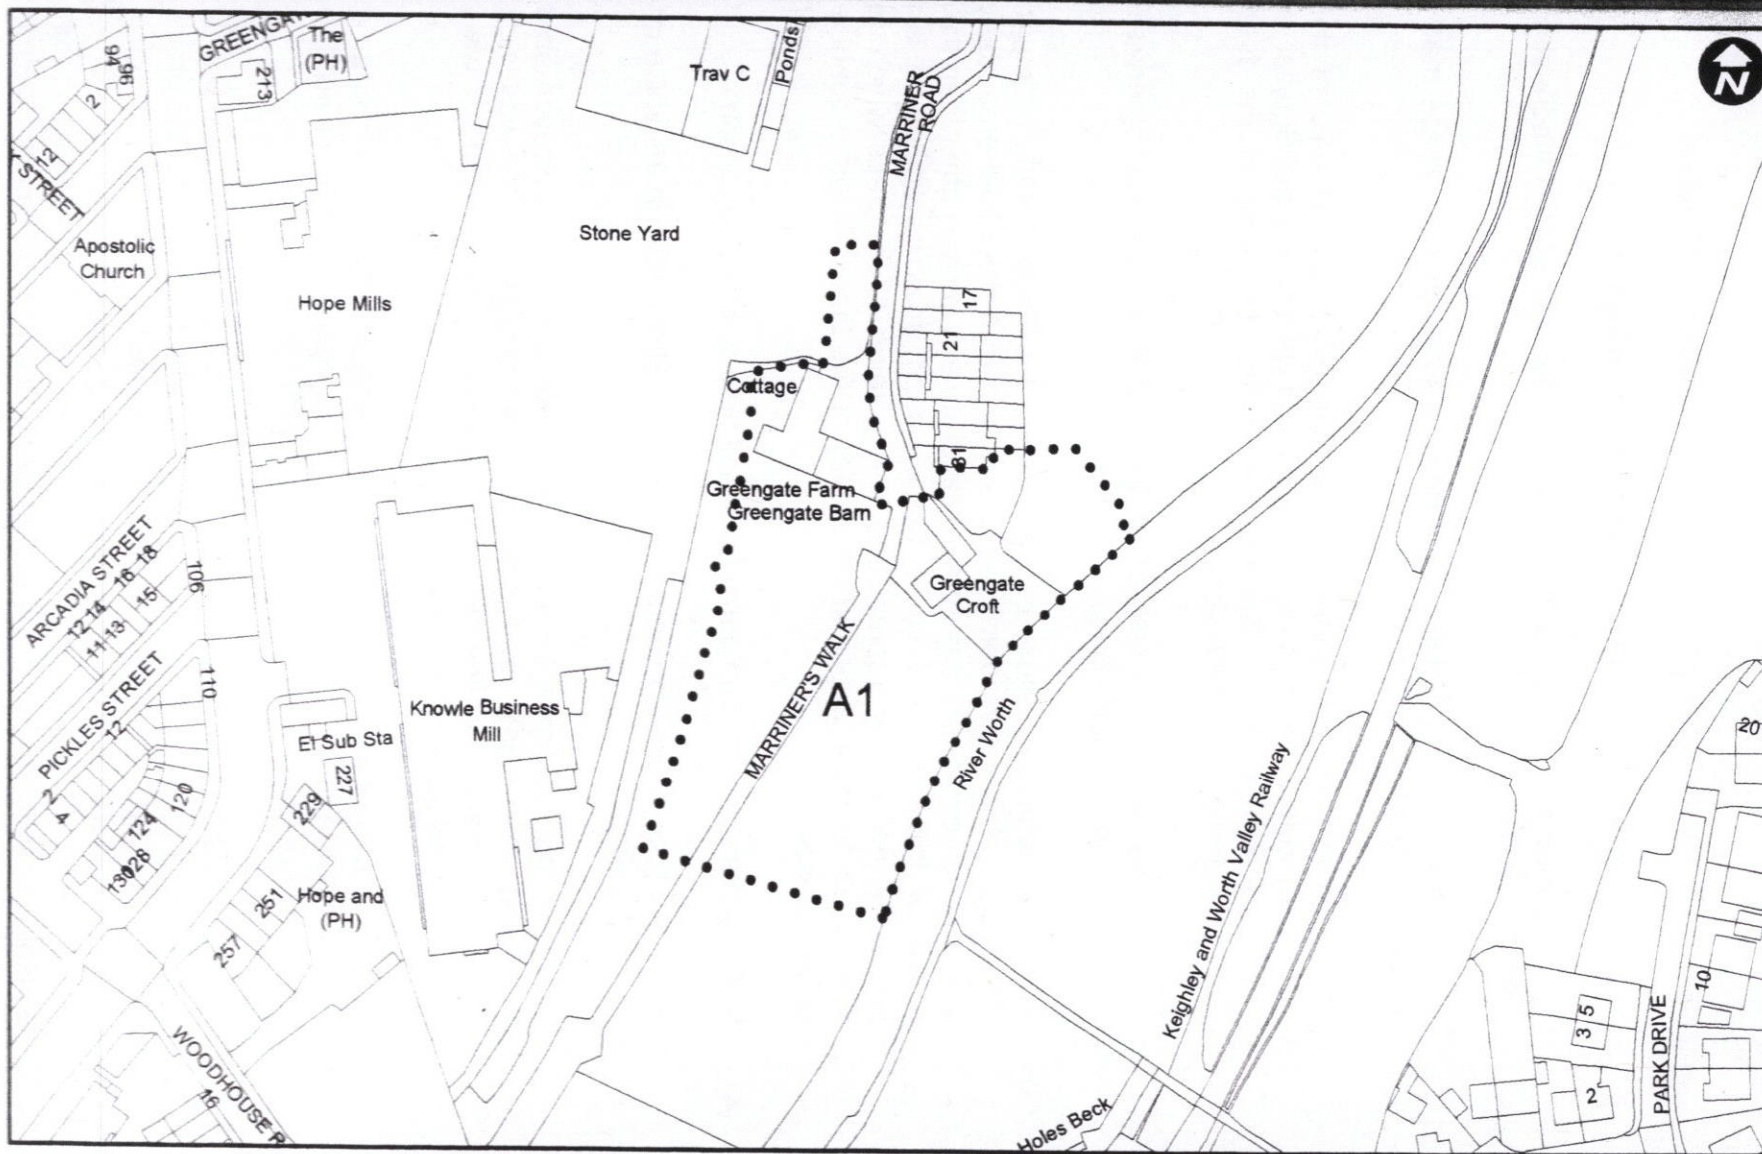 GREENGATE
The
(PH)
94
96
2
213
12
STREET
Trav C
Ponds
MARRINER
ROAD
N
Apostolic
Church
Stone Yard
Hope Mills
17
21
31
Cottage
Greengate Farm
Greengate Barn
ARCADIA STREET
18
16
14
12
15
13
11
106
Greengate
Croft
MARRINER'S WALK
A1
River Worth
PICKLES STREET
110
12
2
4
120
124
128
130
El Sub Sta
227
229
Knowle Business
Mill
Hope and
(PH)
251
257
Keighley and Worth Valley Railway
20
10
5
3
2
PARK DRIVE
WOODHOUSE R
16
Holes Beck